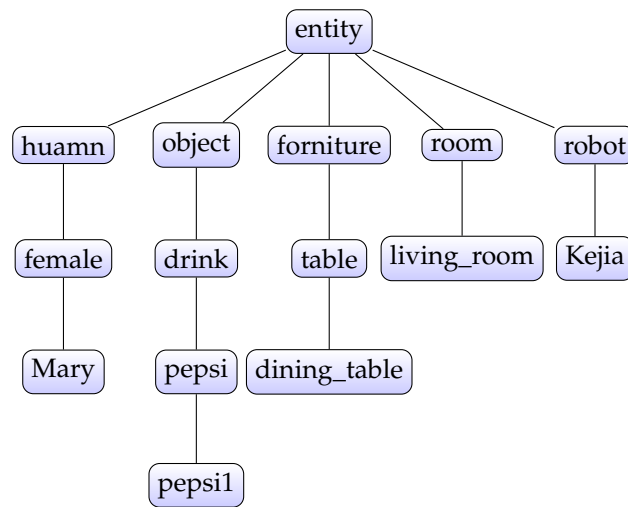 entity
huamn
object
forniture
room
robot
female
drink
table
living_room
Kejia
Mary
pepsi
dining_table
pepsi1